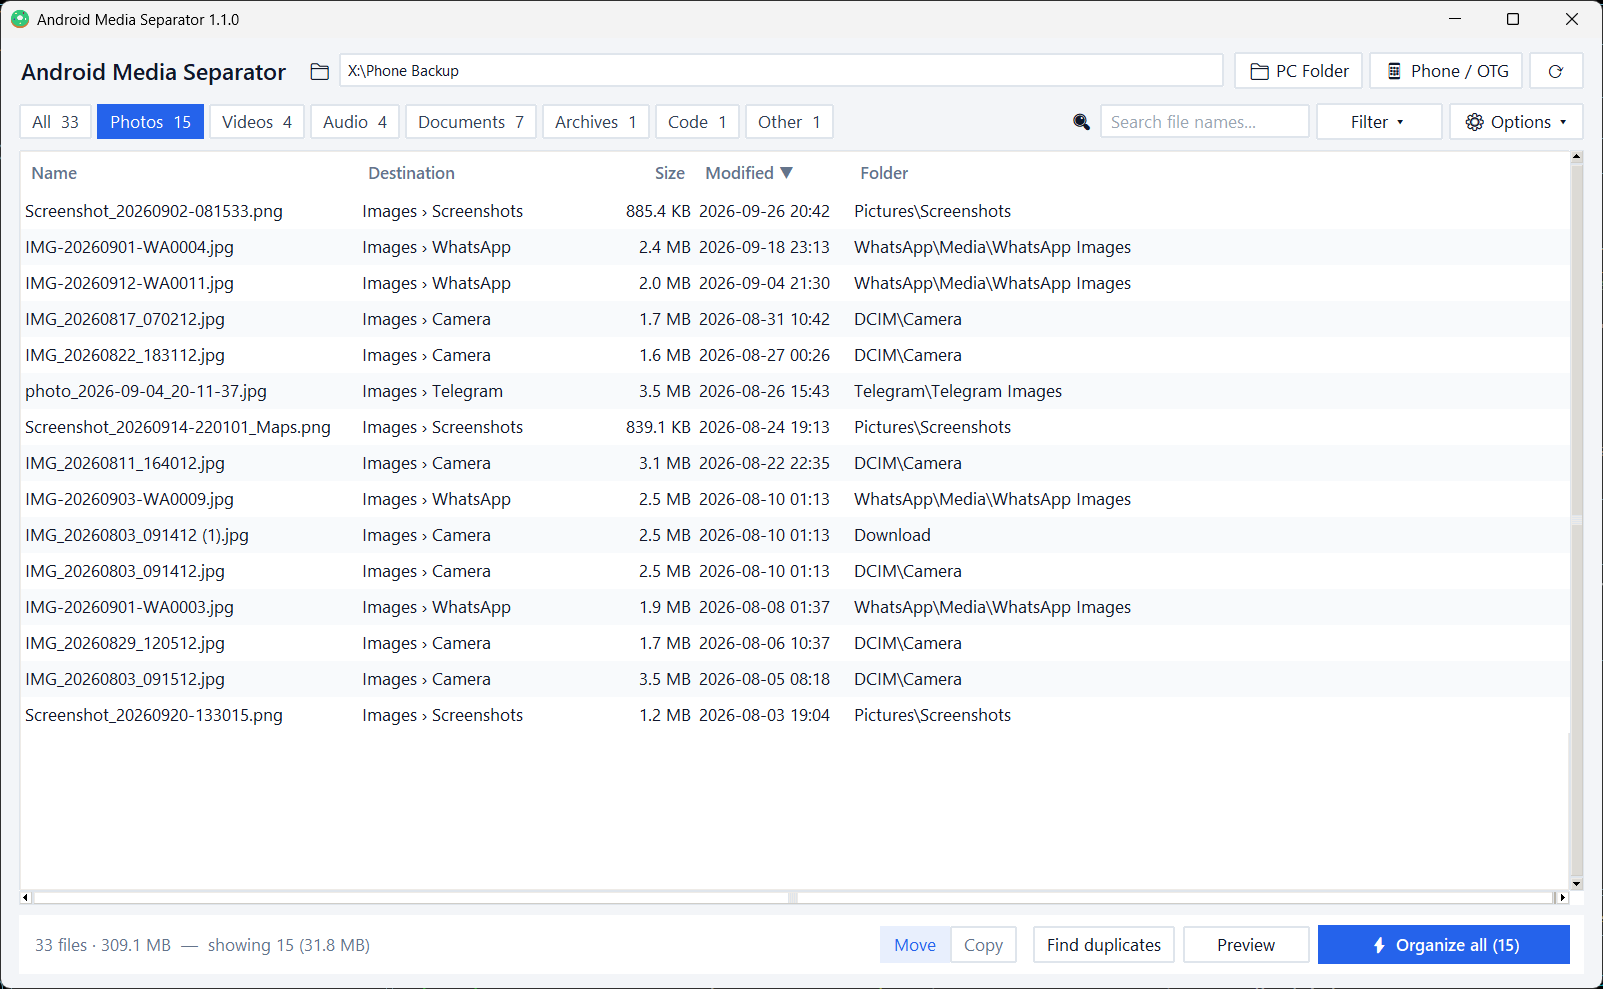 Android Media Separator 1.1.0
Android Media Separator X:\Phone Backup PC Folder Phone / OTG
All 33 Photos 15 Videos 4 Audio 4 Documents 7 Archives 1 Code 1 Other 1 Search file names... Filter Options
Name Destination Size Modified ▼ Folder
Screenshot_20260902-081533.png Images › Screenshots 885.4 KB 2026-09-26 20:42 Pictures\Screenshots
IMG-20260901-WA0004.jpg Images › WhatsApp 2.4 MB 2026-09-18 23:13 WhatsApp\Media\WhatsApp Images
IMG-20260912-WA0011.jpg Images › WhatsApp 2.0 MB 2026-09-04 21:30 WhatsApp\Media\WhatsApp Images
IMG_20260817_070212.jpg Images › Camera 1.7 MB 2026-08-31 10:42 DCIM\Camera
IMG_20260822_183112.jpg Images › Camera 1.6 MB 2026-08-27 00:26 DCIM\Camera
photo_2026-09-04_20-11-37.jpg Images › Telegram 3.5 MB 2026-08-26 15:43 Telegram\Telegram Images
Screenshot_20260914-220101_Maps.png Images › Screenshots 839.1 KB 2026-08-24 19:13 Pictures\Screenshots
IMG_20260811_164012.jpg Images › Camera 3.1 MB 2026-08-22 22:35 DCIM\Camera
IMG-20260903-WA0009.jpg Images › WhatsApp 2.5 MB 2026-08-10 01:13 WhatsApp\Media\WhatsApp Images
IMG_20260803_091412 (1).jpg Images › Camera 2.5 MB 2026-08-10 01:13 Download
IMG_20260803_091412.jpg Images › Camera 2.5 MB 2026-08-10 01:13 DCIM\Camera
IMG-20260901-WA0003.jpg Images › WhatsApp 1.9 MB 2026-08-08 01:37 WhatsApp\Media\WhatsApp Images
IMG_20260829_120512.jpg Images › Camera 1.7 MB 2026-08-06 10:37 DCIM\Camera
IMG_20260803_091512.jpg Images › Camera 3.5 MB 2026-08-05 08:18 DCIM\Camera
Screenshot_20260920-133015.png Images › Screenshots 1.2 MB 2026-08-03 19:04 Pictures\Screenshots
33 files · 309.1 MB — showing 15 (31.8 MB) Move Copy Find duplicates Preview Organize all (15)